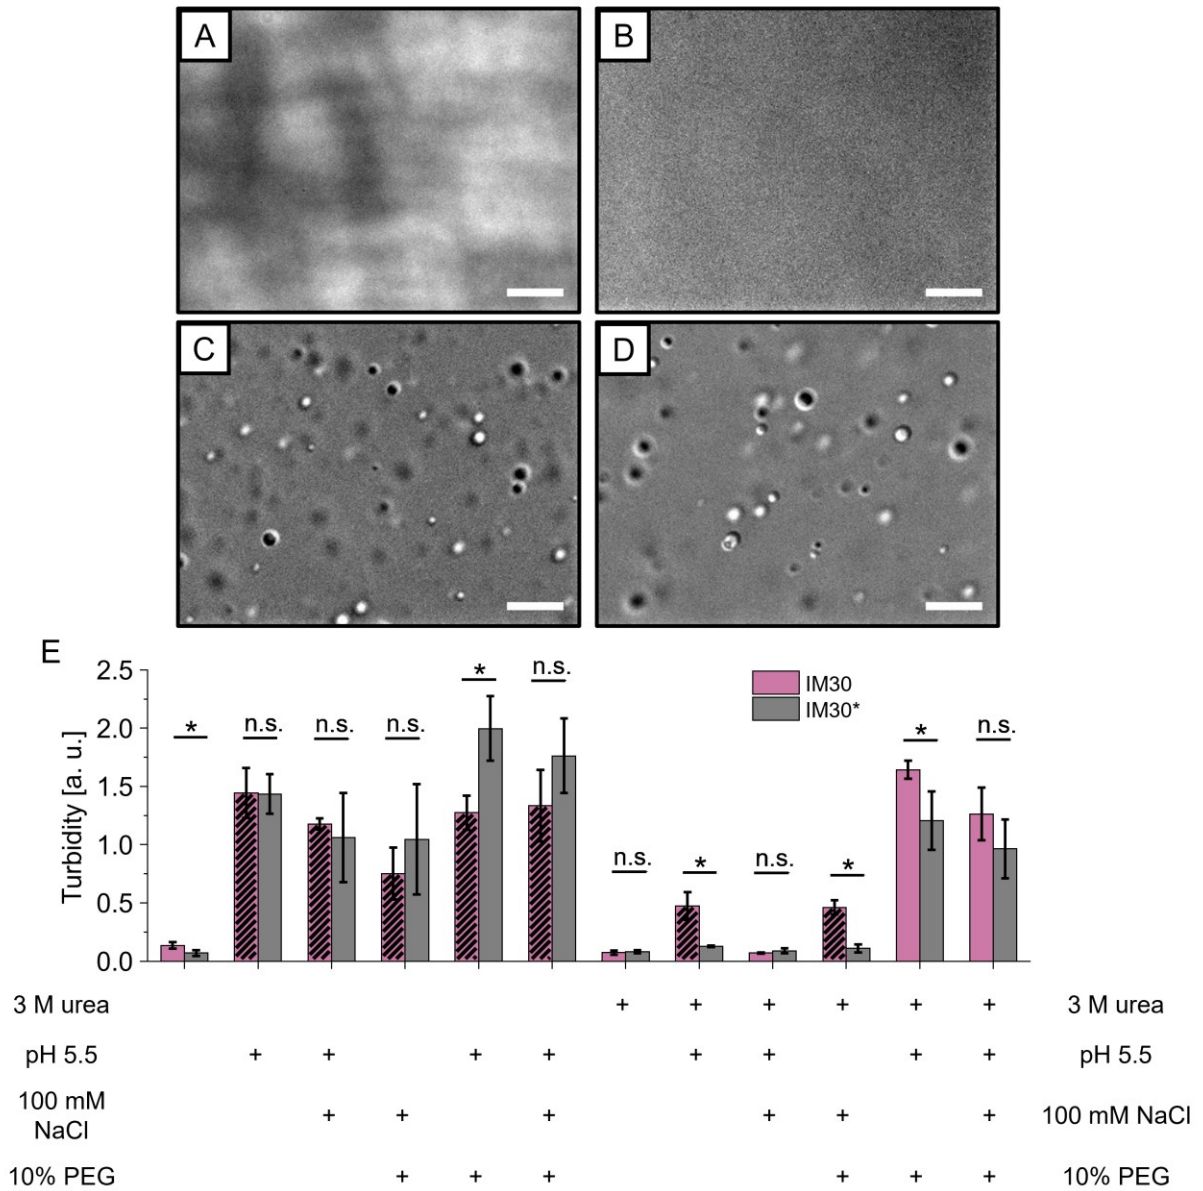 A
B
C
D
E
2.5
2.0
1.5
1.0
0.5
0.0
Turbidity [a. u.]
* n.s. n.s. n.s. * n.s. n.s. * n.s. * * n.s.
IM30
IM30*
3 M urea + + + + + + 3 M urea
pH 5.5 + + + + + + + + pH 5.5
100 mM
NaCl + + + + + + 100 mM NaCl
10% PEG + + + + + + 10% PEG